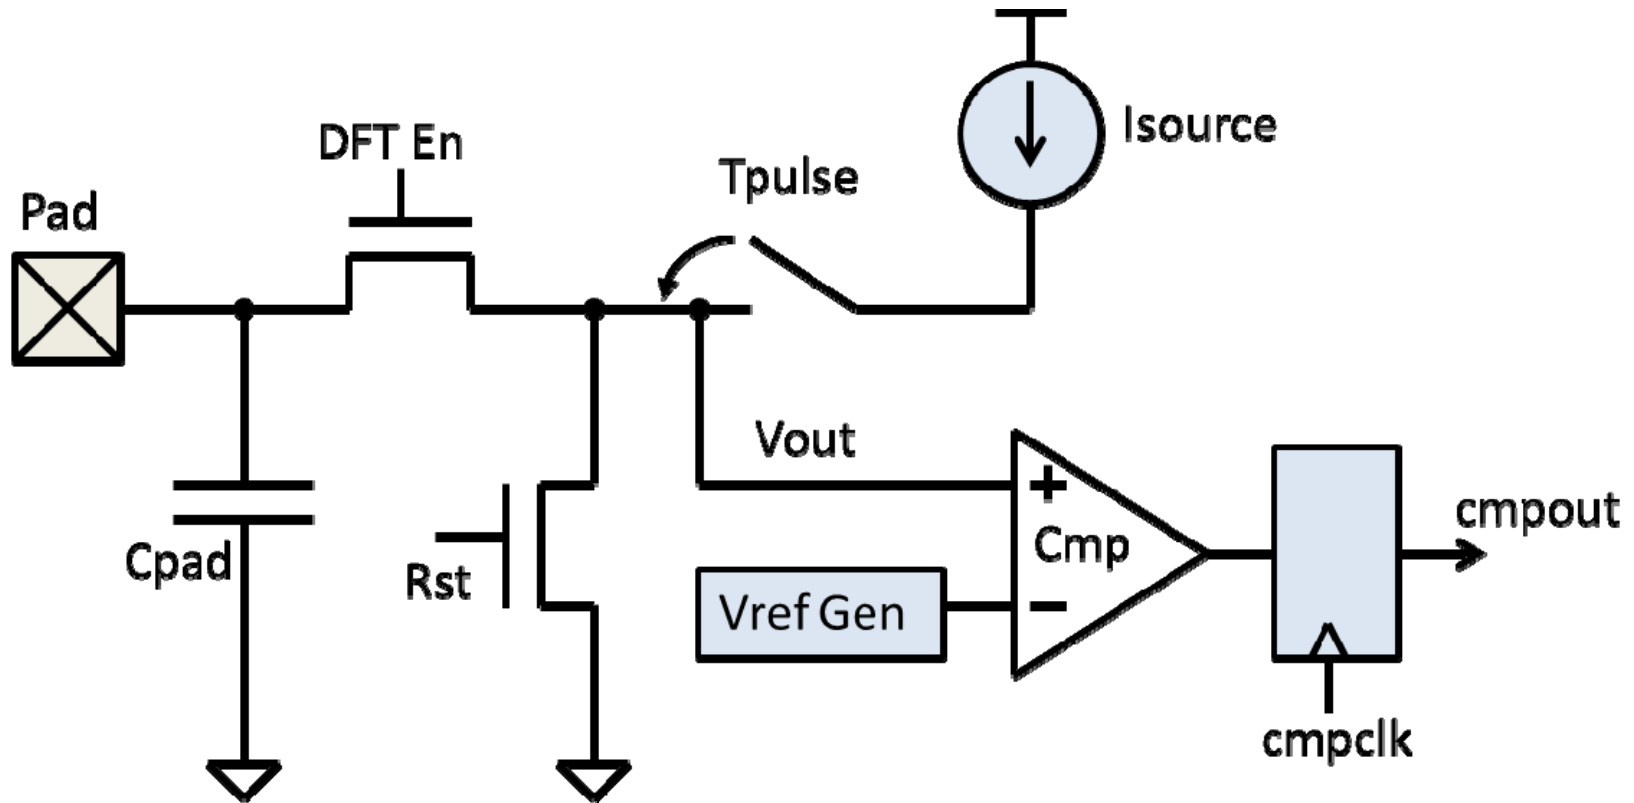 Isource
DFT En
Tpulse
Pad
Vout
+
Cmp
cmpout
Cpad
Rst
Vref Gen
−
cmpclk